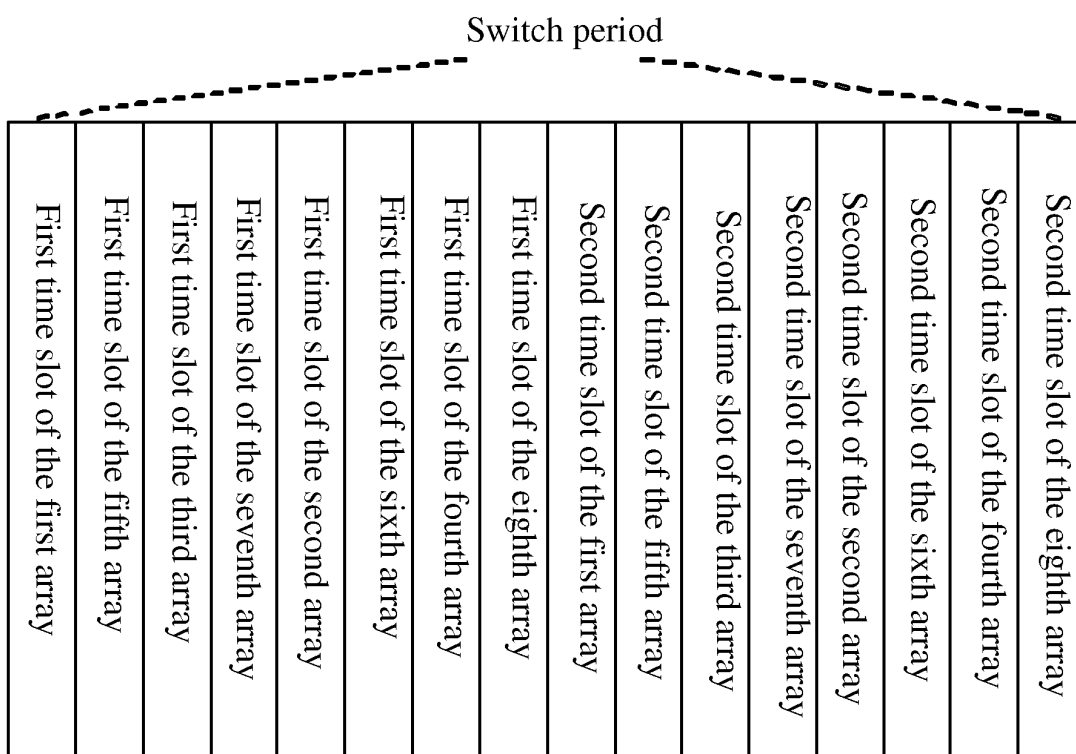 Switch period
First time slot of the first array
First time slot of the fifth array
First time slot of the third array
First time slot of the seventh array
First time slot of the second array
First time slot of the sixth array
First time slot of the fourth array
First time slot of the eighth array
Second time slot of the first array
Second time slot of the fifth array
Second time slot of the third array
Second time slot of the seventh array
Second time slot of the second array
Second time slot of the sixth array
Second time slot of the fourth array
Second time slot of the eighth array